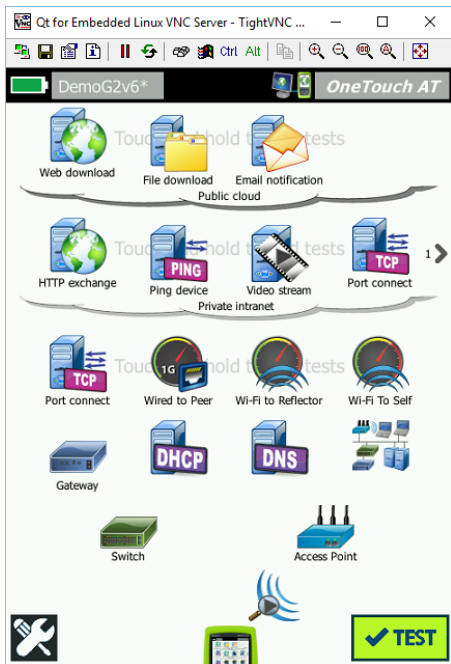 Qt for Embedded Linux VNC Server - TightVNC ...
Ctrl Alt
DemoG2v6*
OneTouch AT
Web download
File download
Email notification
Public cloud
HTTP exchange
PING
Ping device
Video stream
TCP
Port connect
1
Private intranet
TCP
Port connect
1G
Wired to Peer
Wi-Fi to Reflector
Wi-Fi To Self
Gateway
DHCP
DNS
Switch
Access Point
TEST